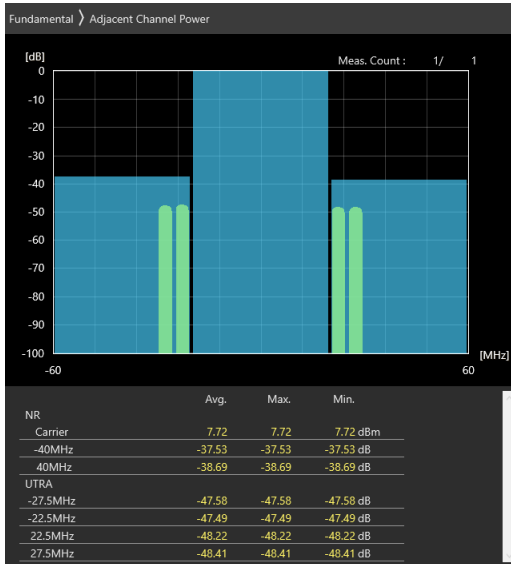 Fundamental 〉 Adjacent Channel Power
[dB]
Meas. Count : 1/ 1
0
-10
-20
-30
-40
-50
-60
-70
-80
-90
-100
[MHz]
-60 60
Avg. Max. Min.
NR
Carrier 7.72 7.72 7.72 dBm
-40MHz -37.53 -37.53 -37.53 dB
40MHz -38.69 -38.69 -38.69 dB
UTRA
-27.5MHz -47.58 -47.58 -47.58 dB
-22.5MHz -47.49 -47.49 -47.49 dB
22.5MHz -48.22 -48.22 -48.22 dB
27.5MHz -48.41 -48.41 -48.41 dB